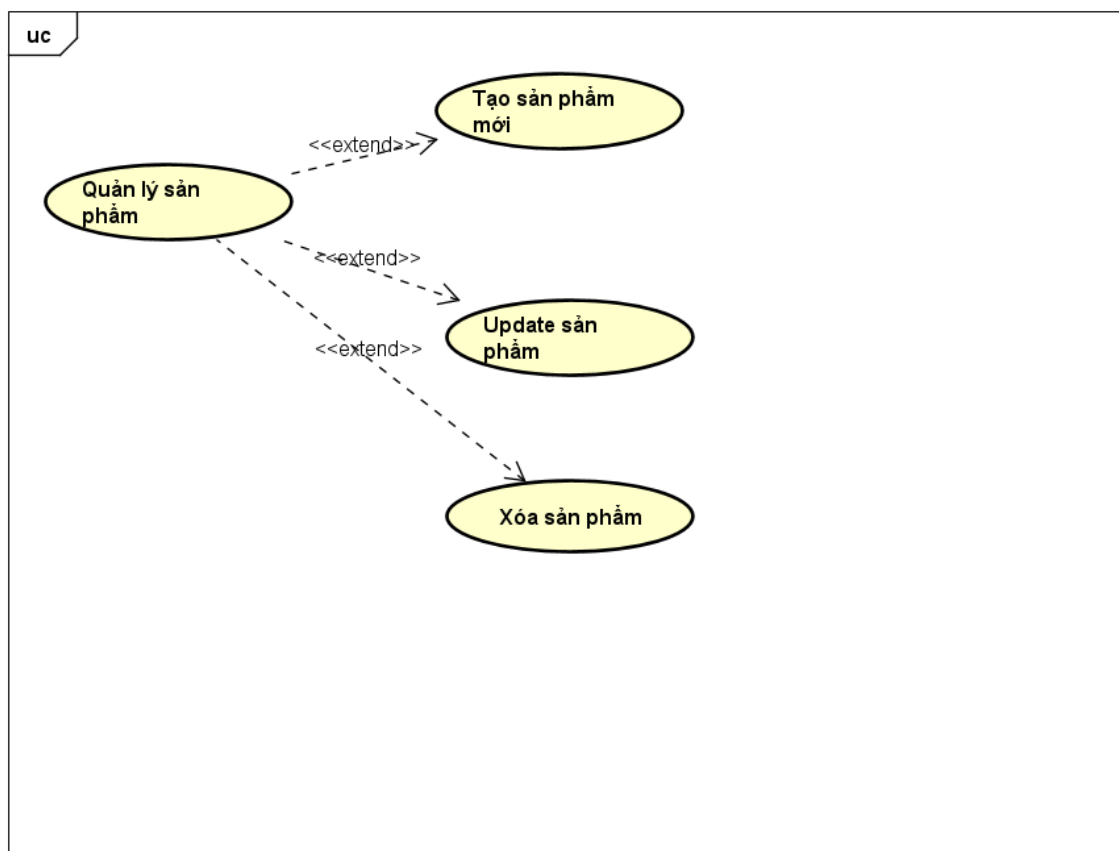 uc
Tạo sản phẩm
mới
<<extend>>
Quản lý sản
phẩm
<<extend>>
Update sản
phẩm
<<extend>>
Xóa sản phẩm